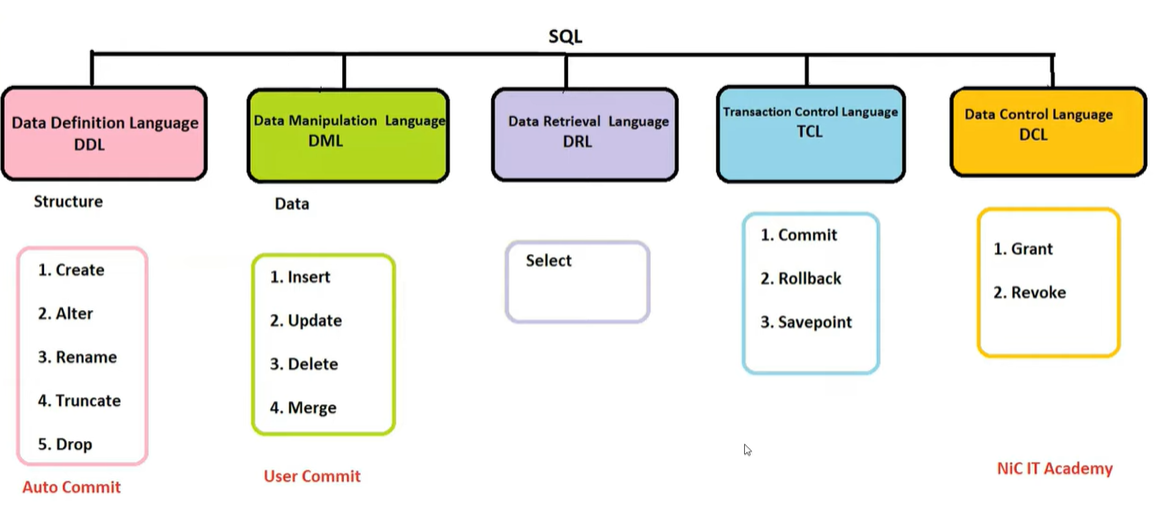 SQL
Data Definition Language
DDL
Data Manipulation Language
DML
Data Retrieval Language
DRL
Transaction Control Language
TCL
Data Control Language
DCL
Structure
Data
1. Create
2. Alter
3. Rename
4. Truncate
5. Drop
Auto Commit
1. Insert
2. Update
3. Delete
4. Merge
User Commit
Select
1. Commit
2. Rollback
3. Savepoint
1. Grant
2. Revoke
NiC IT Academy